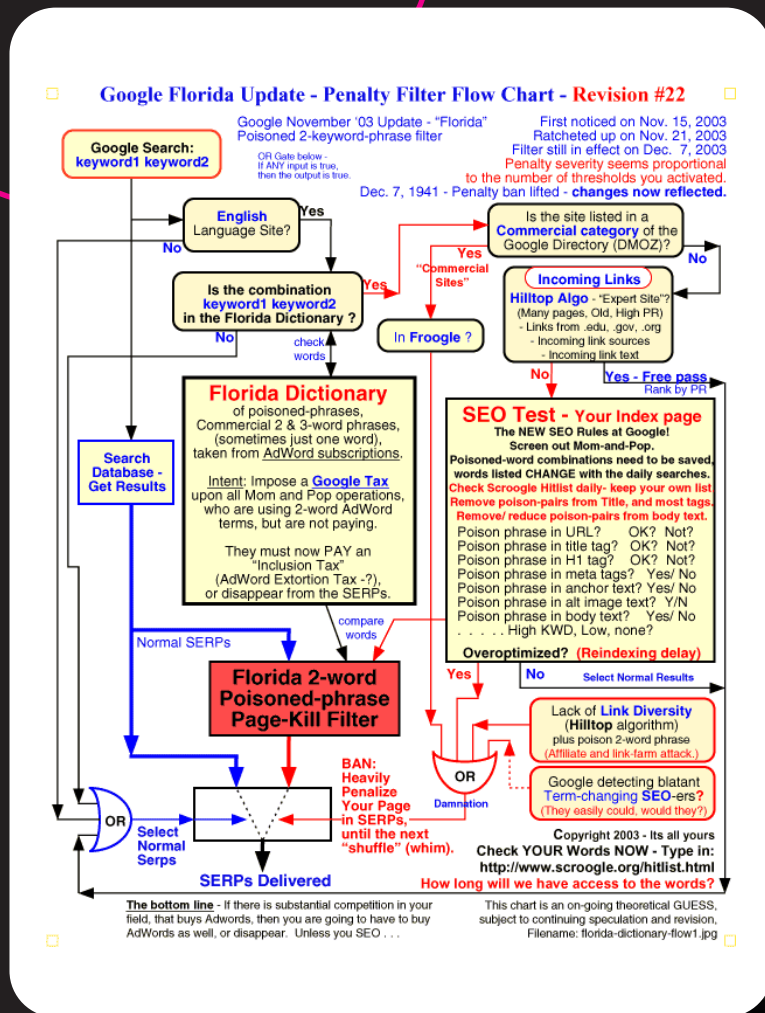 Google Florida Update - Penalty Filter Flow Chart - Revision #22
Google November '03 Update - "Florida"
Poisoned 2-keyword-phrase filter
OR Gate below -
If ANY input is true,
then the output is true.
First noticed on Nov. 15, 2003
Ratcheted up on Nov. 21, 2003
Filter still in effect on Dec. 7, 2003
Penalty severity seems proportional
to the number of thresholds you activated.
Dec. 7, 1941 - Penalty ban lifted - changes now reflected.
Google Search:
keyword1 keyword2
English
Language Site?
Yes
No
Is the site listed in a
Commercial category of the
Google Directory (DMOZ)?
Yes
"Commercial
Sites"
No
Is the combination
keyword1 keyword2
in the Florida Dictionary ?
Yes
No
check
words
In Froogle ?
Incoming Links
Hilltop Algo - "Expert Site"?
(Many pages, Old, High PR)
- Links from .edu, .gov, .org
- Incoming link sources
- Incoming link text
No
Yes - Free pass
Rank by PR
Florida Dictionary
of poisoned-phrases,
Commercial 2 & 3-word phrases,
(sometimes just one word),
taken from AdWord subscriptions.
Intent: Impose a Google Tax
upon all Mom and Pop operations,
who are using 2-word AdWord
terms, but are not paying.
They must now PAY an
"Inclusion Tax"
(AdWord Extortion Tax -?),
or disappear from the SERPs.
Search
Database -
Get Results
SEO Test - Your Index page
The NEW SEO Rules at Google!
Screen out Mom-and-Pop.
Poisoned-word combinations need to be saved,
words listed CHANGE with the daily searches.
Check Scroogle Hitlist daily- keep your own list
Remove poison-pairs from Title, and most tags.
Remove/ reduce poison-pairs from body text.
Poison phrase in URL? OK? Not?
Poison phrase in title tag? OK? Not?
Poison phrase in H1 tag? OK? Not?
Poison phrase in meta tags? Yes/ No
Poison phrase in anchor text? Yes/ No
Poison phrase in alt image text? Y/N
Poison phrase in body text? Yes/ No
. . . . . High KWD, Low, none?
Overoptimized? (Reindexing delay)
Normal SERPs
compare
words
Yes
No
Select Normal Results
Florida 2-word
Poisoned-phrase
Page-Kill Filter
Lack of Link Diversity
(Hilltop algorithm)
plus poison 2-word phrase
(Affiliate and link-farm attack.)
BAN:
Heavily
Penalize
Your Page
in SERPs,
until the next
"shuffle" (whim).
OR
Damnation
Google detecting blatant
Term-changing SEO-ers?
(They easily could, would they?)
OR
Select
Normal
Serps
SERPs Delivered
Copyright 2003 - Its all yours
Check YOUR Words NOW - Type in:
http://www.scroogle.org/hitlist.html
How long will we have access to the words?
The bottom line - If there is substantial competition in your
field, that buys Adwords, then you are going to have to buy
AdWords as well, or disappear. Unless you SEO . . .
This chart is an on-going theoretical GUESS,
subject to continuing speculation and revision,
Filename: florida-dictionary-flow1.jpg